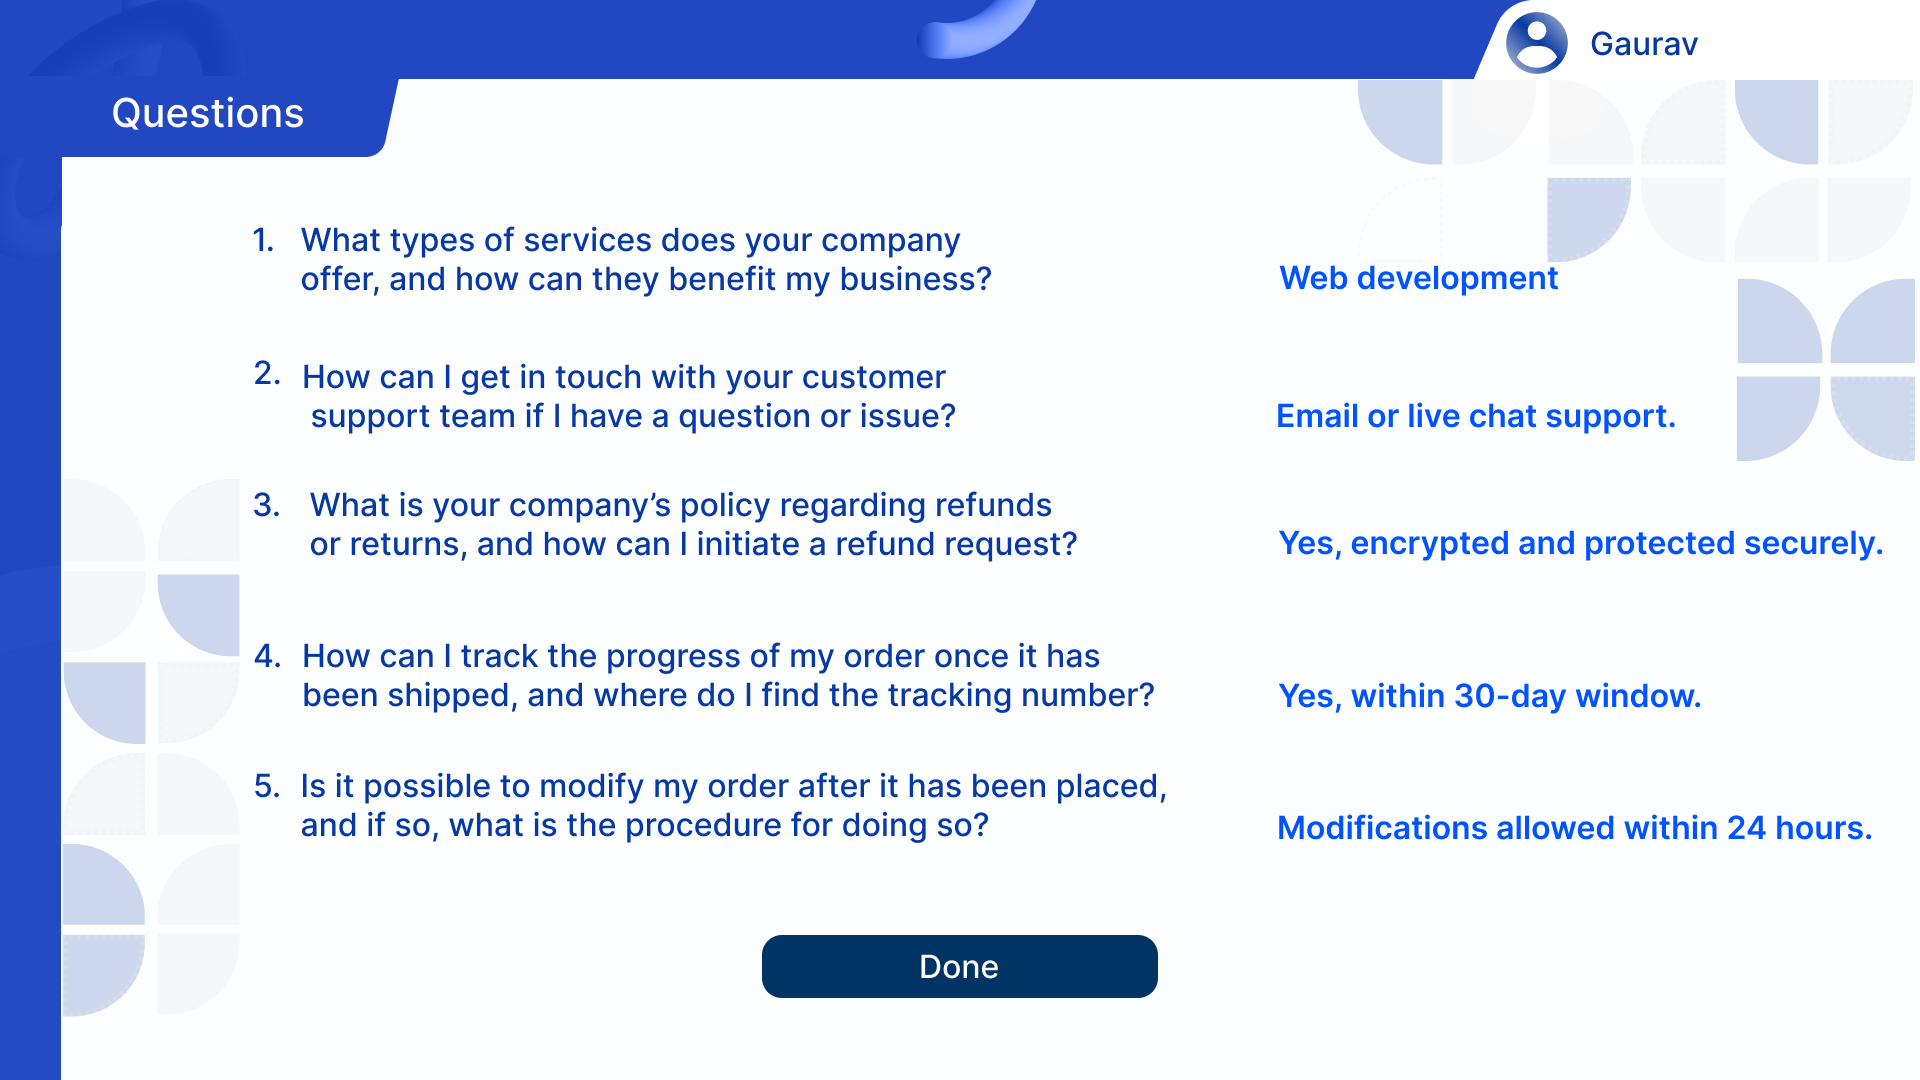 Gaurav
Questions
1. What types of services does your company
offer, and how can they benefit my business?
Web development
2. How can I get in touch with your customer
support team if I have a question or issue?
Email or live chat support.
3. What is your company’s policy regarding refunds
or returns, and how can I initiate a refund request?
Yes, encrypted and protected securely.
4. How can I track the progress of my order once it has
been shipped, and where do I find the tracking number?
Yes, within 30-day window.
5. Is it possible to modify my order after it has been placed,
and if so, what is the procedure for doing so?
Modifications allowed within 24 hours.
Done